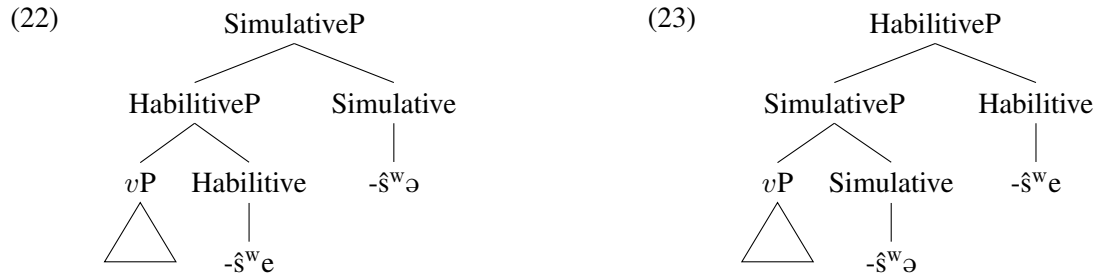 (22) SimulativeP (23) HabilitiveP
HabilitiveP Simulative SimulativeP Habilitive
vP Habilitive -ŝʷə vP Simulative -ŝʷe
-ŝʷe -ŝʷə